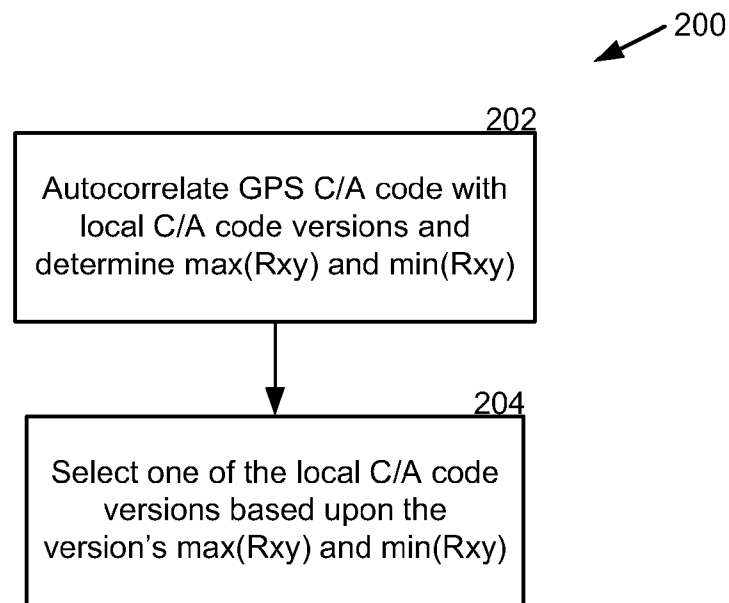 200
202
Autocorrelate GPS C/A code with
local C/A code versions and
determine max(Rxy) and min(Rxy)
204
Select one of the local C/A code
versions based upon the
version's max(Rxy) and min(Rxy)